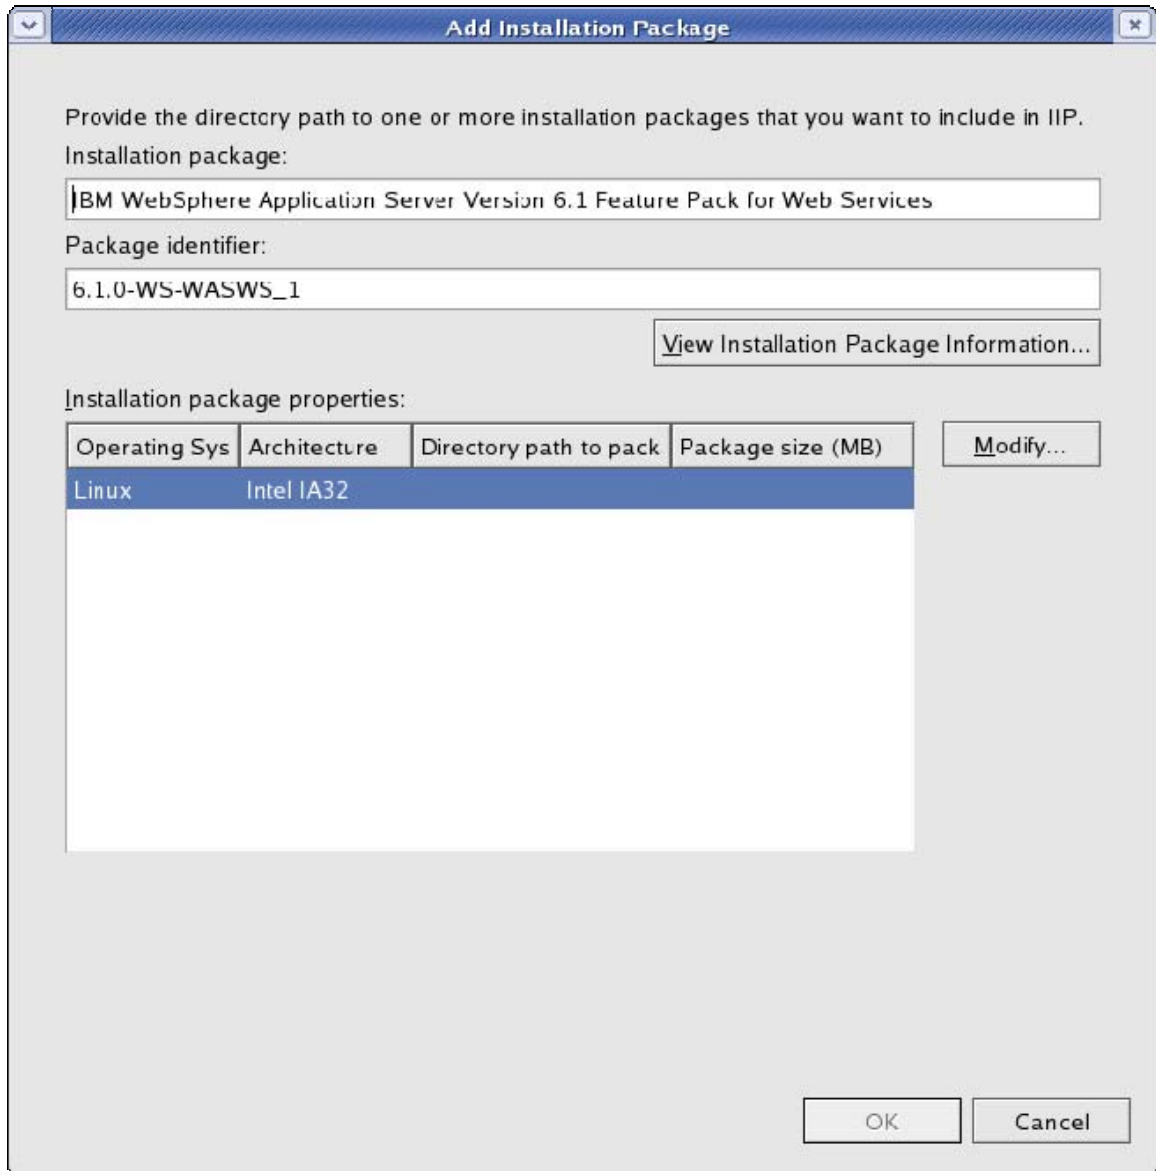 Add Installation Package
Provide the directory path to one or more installation packages that you want to include in IIP.
Installation package:
IBM WebSphere Application Server Version 6.1 Feature Pack for Web Services
Package identifier:
6.1.0-WS-WASWS_1
View Installation Package Information...
Installation package properties:
Operating Sys Architecture Directory path to pack Package size (MB) Modify...
Linux Intel IA32
OK Cancel